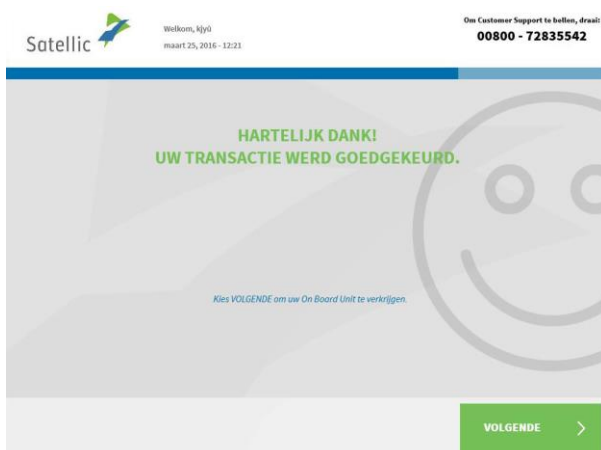 Satellic
Welkom, kjyû
maart 25, 2016 - 12:21
Om Customer Support te bellen, draai:
00800 - 72835542
HARTELIJK DANK!
UW TRANSACTIE WERD GOEDGEKEURD.
Kies VOLGENDE om uw On Board Unit te verkrijgen.
VOLGENDE